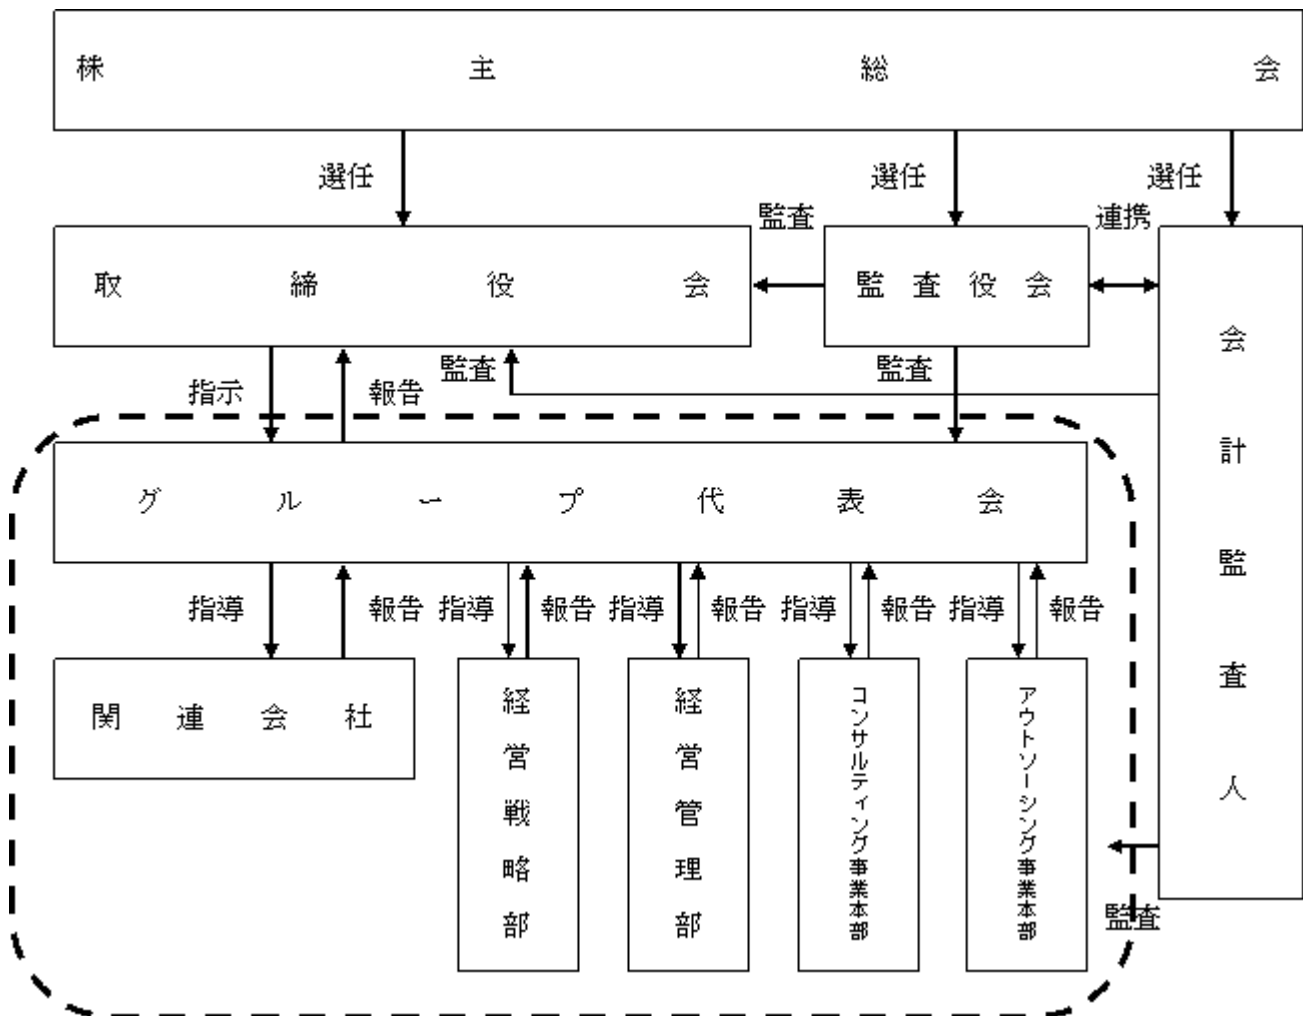 株主総会
選任
選任
選任
監査
連携
取締役会
監査役会
会計監査人
指示
報告
監査
監査
グループ代表会
指導
報告
指導
報告
指導
報告
指導
報告
指導
報告
関連会社
経営戦略部
経営管理部
コンサルティング事業本部
アウトソーシング事業本部
監査